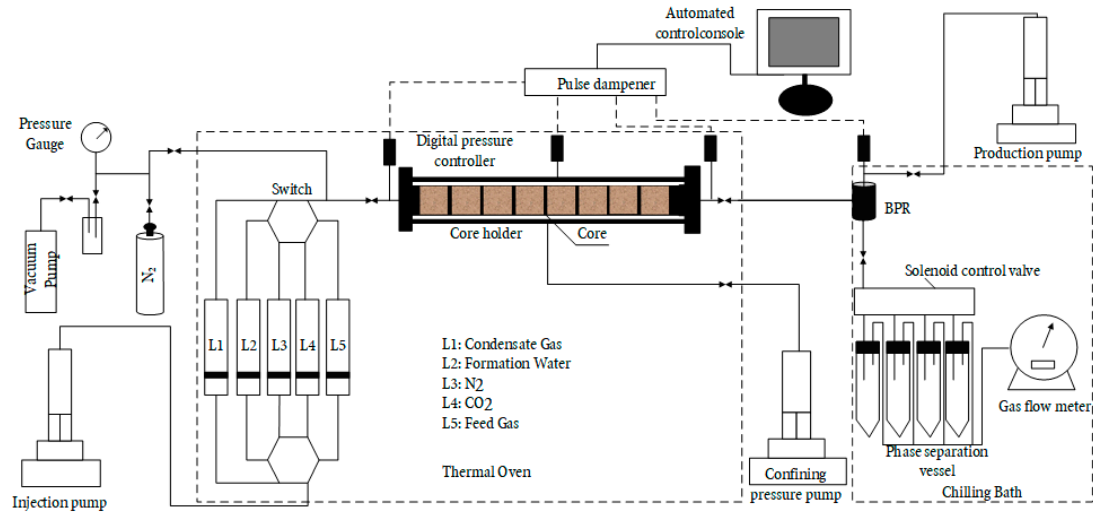 Automated
controlconsole
Pulse dampener
Pressure
Gauge
Digital pressure
controller
Production pump
Switch
BPR
Core holder
Core
Vacuum
Pump
N₂
Solenoid control valve
L1
L2
L3
L4
L5
L1: Condensate Gas
L2: Formation Water
L3: N2
L4: CO2
L5: Feed Gas
Gas flow meter
Phase separation
vessel
Thermal Oven
Confining
pressure pump
Injection pump
Chilling Bath